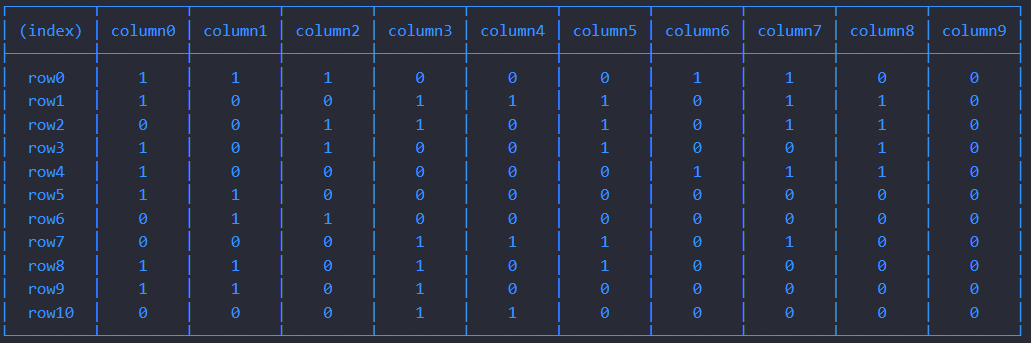 (index) column0 column1 column2 column3 column4 column5 column6 column7 column8 column9
row0 1 1 1 0 0 0 1 1 0 0
row1 1 0 0 1 1 1 0 1 1 0
row2 0 0 1 1 0 1 0 1 1 0
row3 1 0 1 0 0 1 0 0 1 0
row4 1 0 0 0 0 0 1 1 1 0
row5 1 1 0 0 0 0 0 0 0 0
row6 0 1 1 0 0 0 0 0 0 0
row7 0 0 0 1 1 1 0 1 0 0
row8 1 1 0 1 0 1 0 0 0 0
row9 1 1 0 1 0 0 0 0 0 0
row10 0 0 0 1 1 0 0 0 0 0